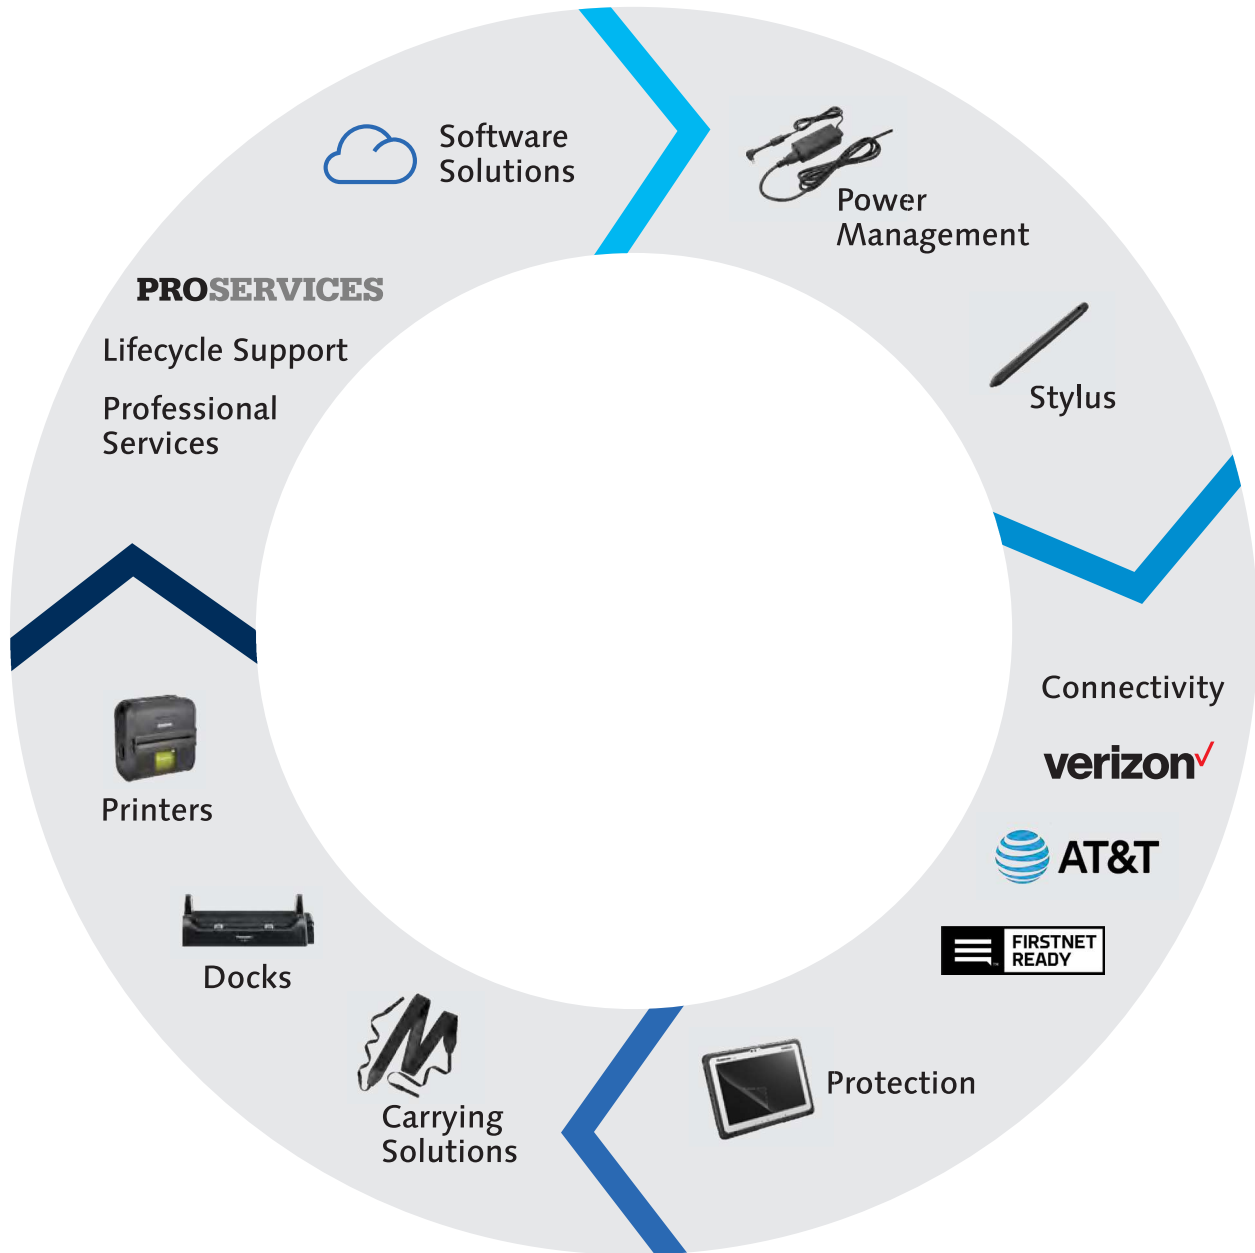 Software
Solutions
Power
Management
Stylus
Connectivity
verizon
AT&T
FIRSTNET
READY
Protection
Carrying
Solutions
Docks
Printers
PROSERVICES
Lifecycle Support
Professional
Services